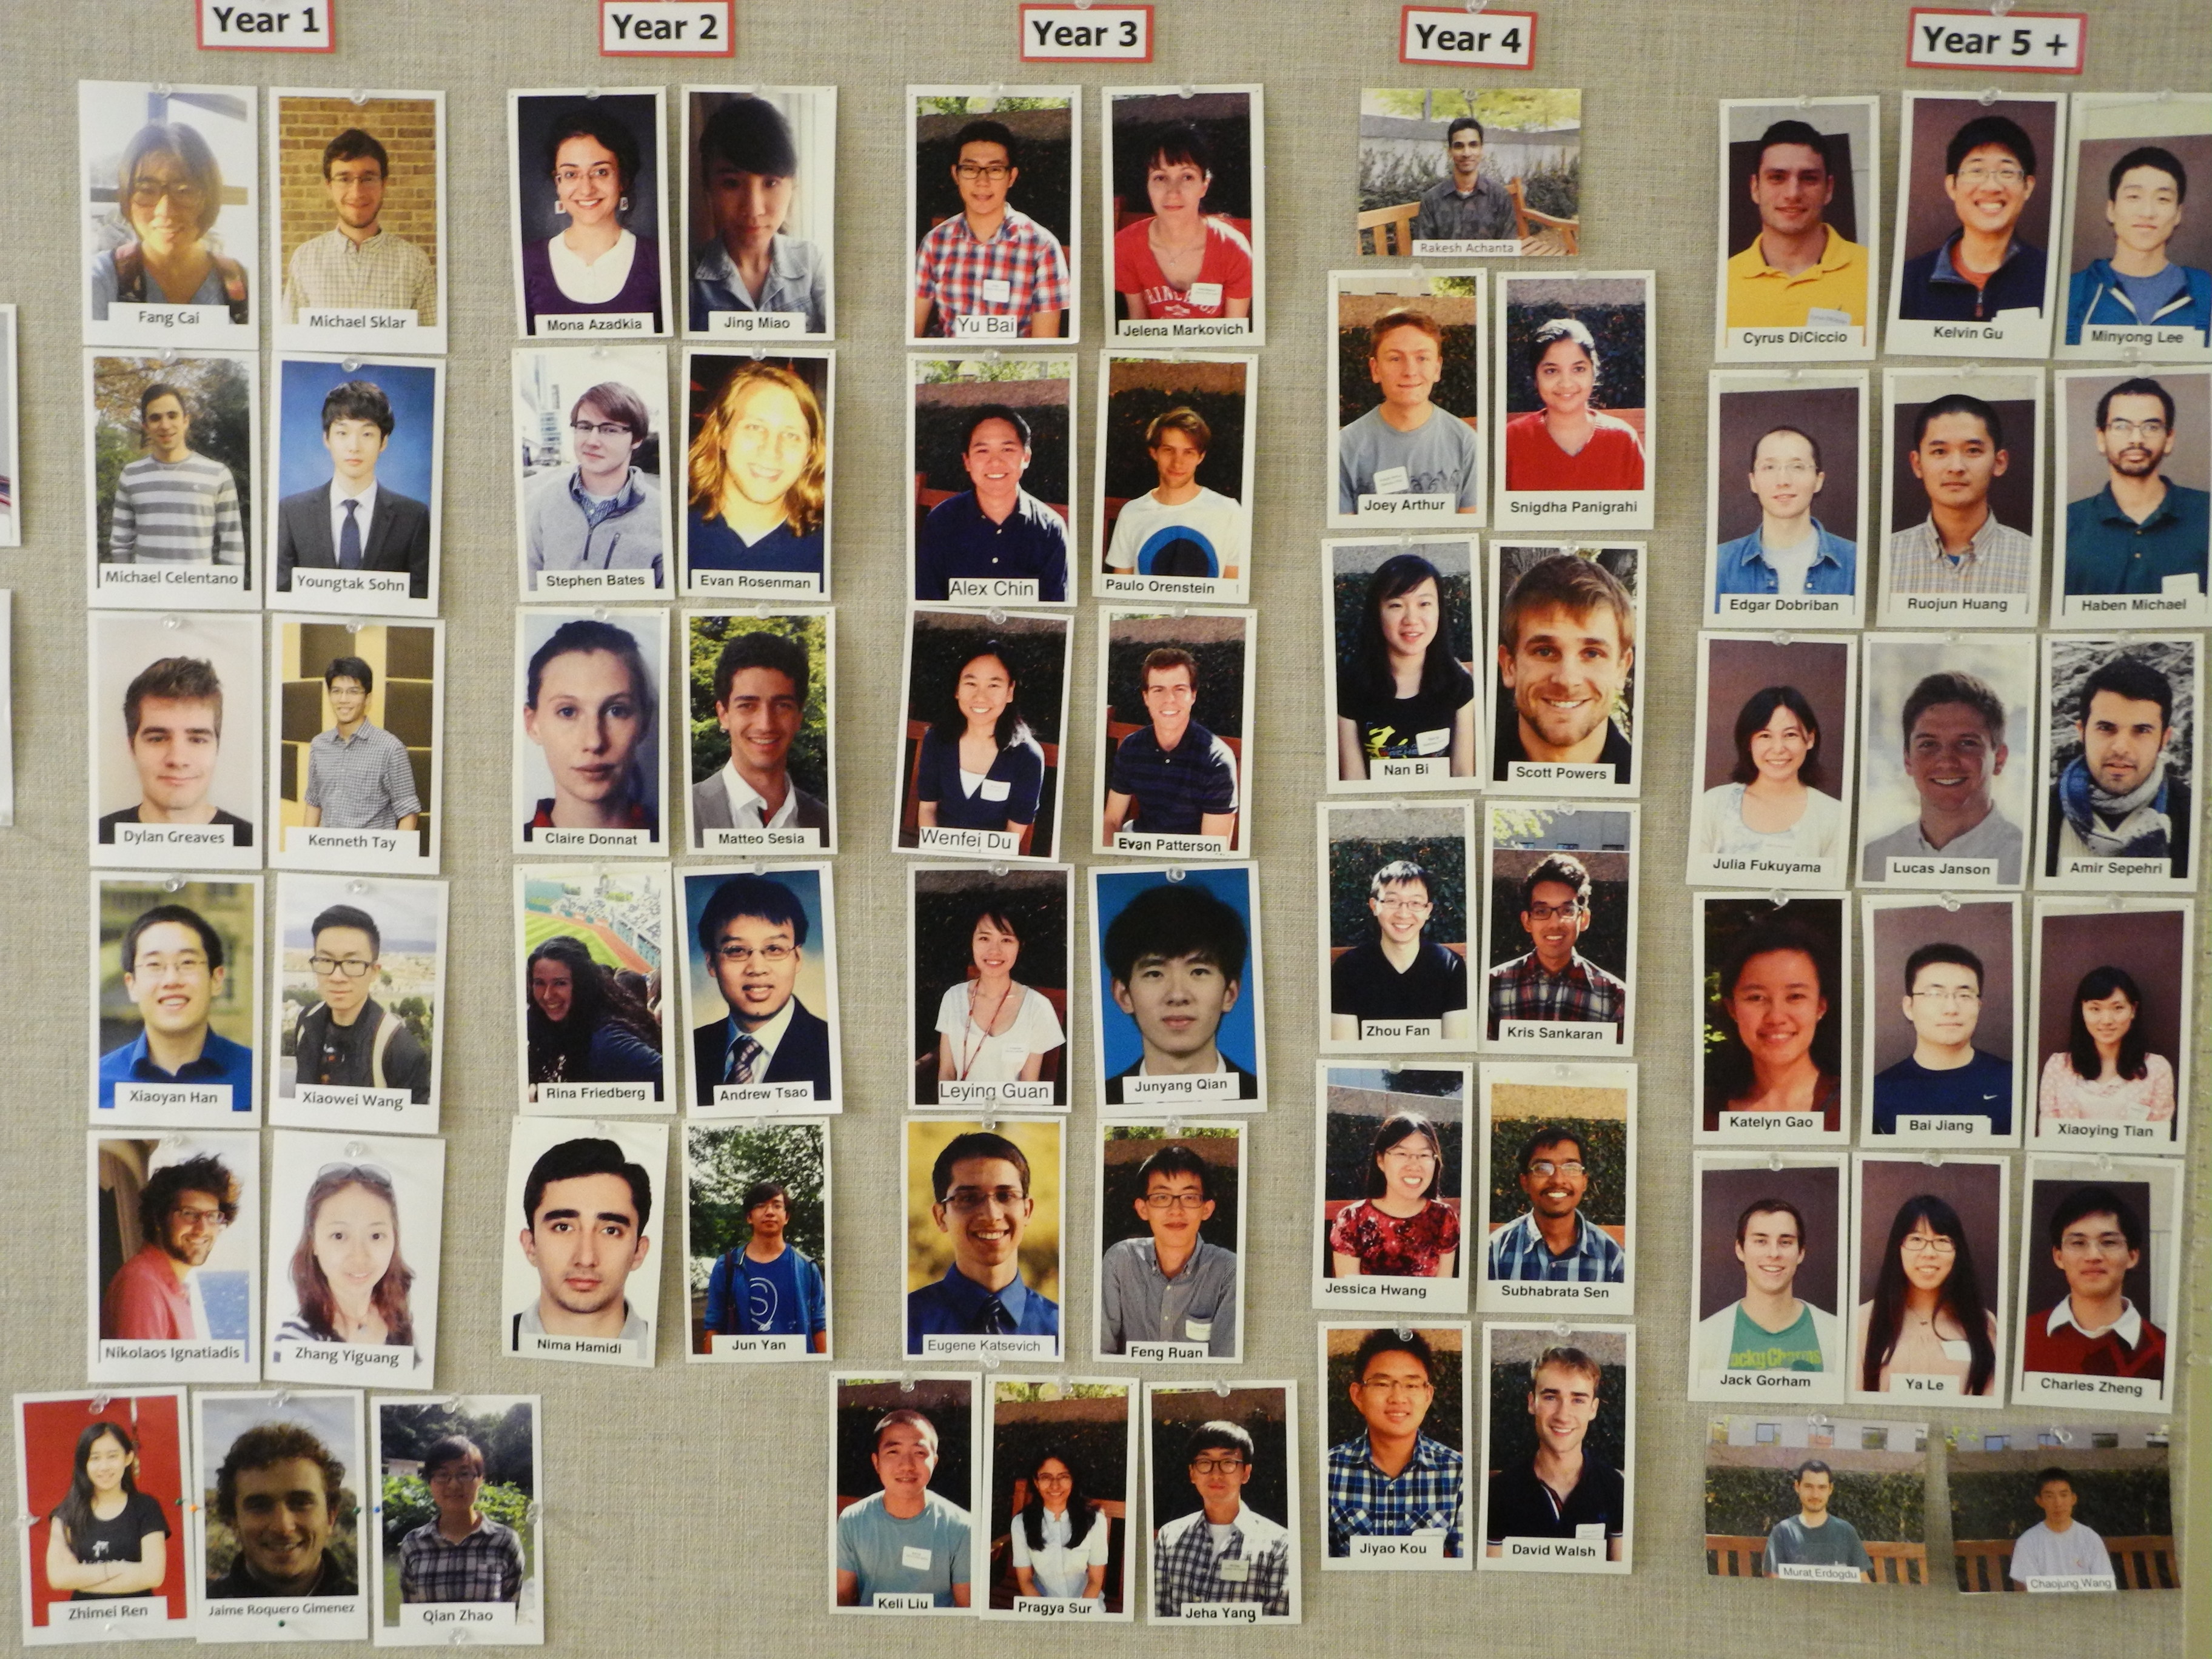 Year 1
Year 2
Year 3
Year 4
Year 5 +
Fang Cai
Michael Sklar
Mona Azadkia
Jing Miao
Yu Bai
Jelena Markovich
Rakesh Achanta
Cyrus DiCiccio
Kelvin Gu
Minyong Lee
Michael Celentano
Youngtak Sohn
Stephen Bates
Evan Rosenman
Alex Chin
Paulo Orenstein
Joey Arthur
Snigdha Panigrahi
Edgar Dobriban
Ruojun Huang
Haben Michael
Dylan Greaves
Kenneth Tay
Claire Donnat
Matteo Sesia
Wenfei Du
Evan Patterson
Nan Bi
Scott Powers
Julia Fukuyama
Lucas Janson
Amir Sepehri
Xiaoyan Han
Xiaowei Wang
Rina Friedberg
Andrew Tsao
Leying Guan
Junyang Qian
Zhou Fan
Kris Sankaran
Katelyn Gao
Bai Jiang
Xiaoying Tian
Nikolaos Ignatiadis
Zhang Yiguang
Nima Hamidi
Jun Yan
Eugene Katsevich
Feng Ruan
Jessica Hwang
Subhabrata Sen
Jack Gorham
Ya Le
Charles Zheng
Zhimei Ren
Jaime Roquero Gimenez
Qian Zhao
Keli Liu
Pragya Sur
Jeha Yang
Jiyao Kou
David Walsh
Murat Erdogdu
Chaojung Wang